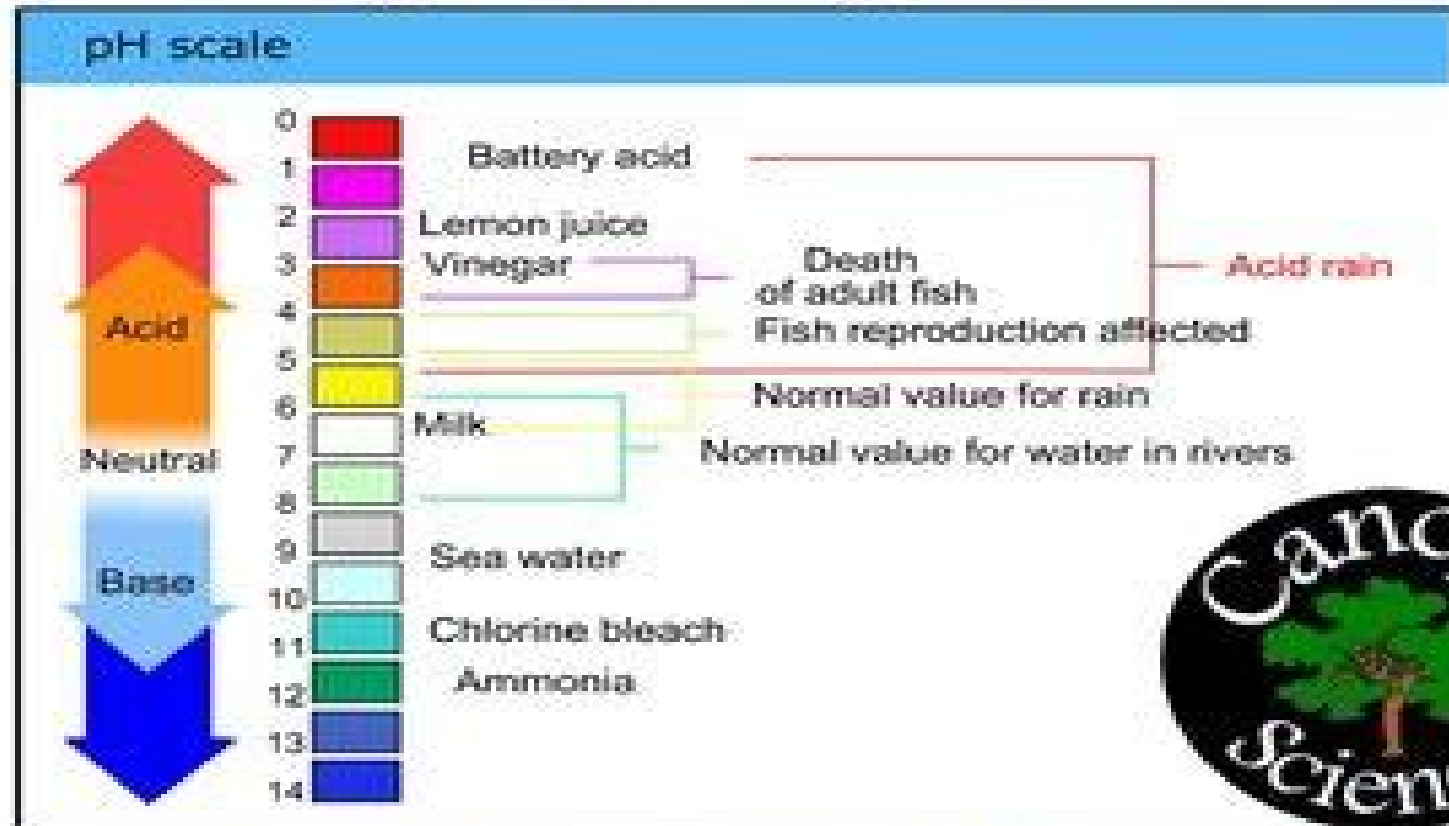 pH scale
0
1
2
3
4
5
6
7
8
9
10
11
12
13
14
Acid
Neutral
Base
Battery acid
Lemon juice
Vinegar
Death
of adult fish
Fish reproduction affected
Acid rain
Normal value for rain
Milk
Normal value for water in rivers
Sea water
Chlorine bleach
Ammonia